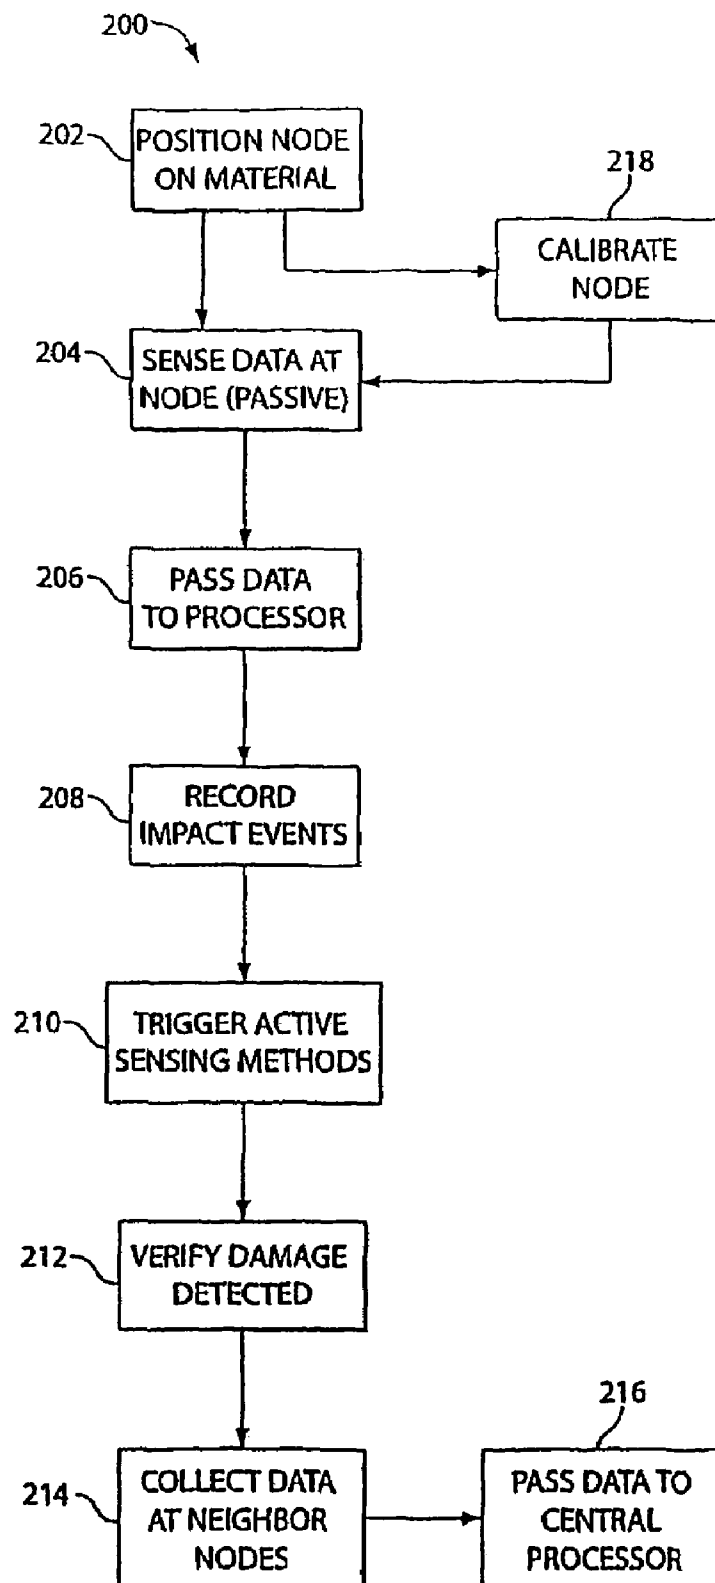 200
202
POSITION NODE
ON MATERIAL
218
CALIBRATE
NODE
204
SENSE DATA AT
NODE (PASSIVE)
206
PASS DATA
TO PROCESSOR
208
RECORD
IMPACT EVENTS
210
TRIGGER ACTIVE
SENSING METHODS
212
VERIFY DAMAGE
DETECTED
214
COLLECT DATA
AT NEIGHBOR
NODES
216
PASS DATA TO
CENTRAL
PROCESSOR